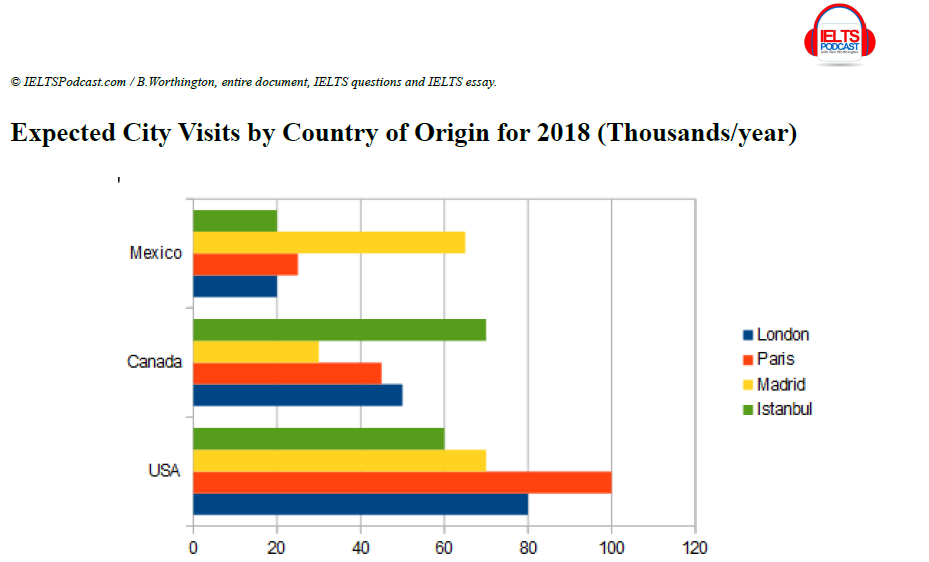 IELTS
PODCAST
© IELTSPodcast.com / B.Worthington, entire document, IELTS questions and IELTS essay.
Expected City Visits by Country of Origin for 2018 (Thousands/year)
'
Mexico
Canada
USA
0 20 40 60 80 100 120
London
Paris
Madrid
Istanbul